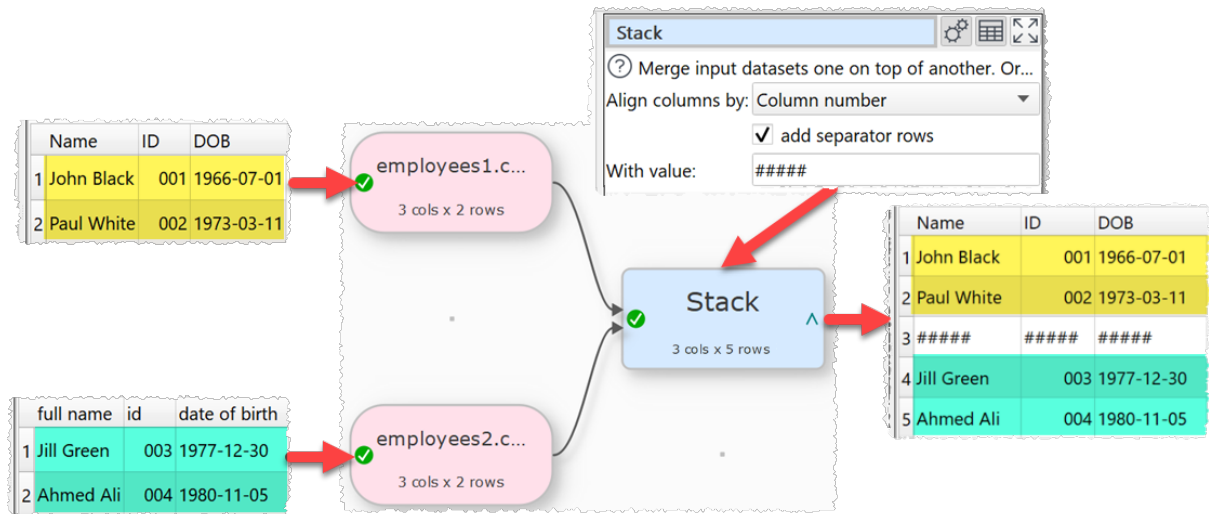 Stack
? Merge input datasets one on top of another. Or...
Align columns by: Column number
add separator rows
With value: #####
Name ID DOB
1 John Black 001 1966-07-01
2 Paul White 002 1973-03-11
employees1.c...
3 cols x 2 rows
Stack
3 cols x 5 rows
Name ID DOB
1 John Black 001 1966-07-01
2 Paul White 002 1973-03-11
3 ##### ##### #####
4 Jill Green 003 1977-12-30
5 Ahmed Ali 004 1980-11-05
full name id date of birth
1 Jill Green 003 1977-12-30
2 Ahmed Ali 004 1980-11-05
employees2.c...
3 cols x 2 rows